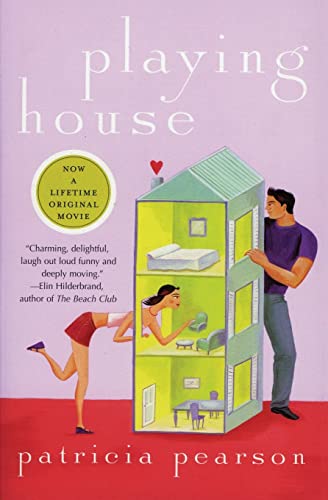 playing
house
NOW
A
LIFETIME
ORIGINAL
MOVIE
“Charming, delightful,
laugh out loud funny and
deeply moving.”
—Elin Hilderbrand,
author of The Beach Club
patricia pearson